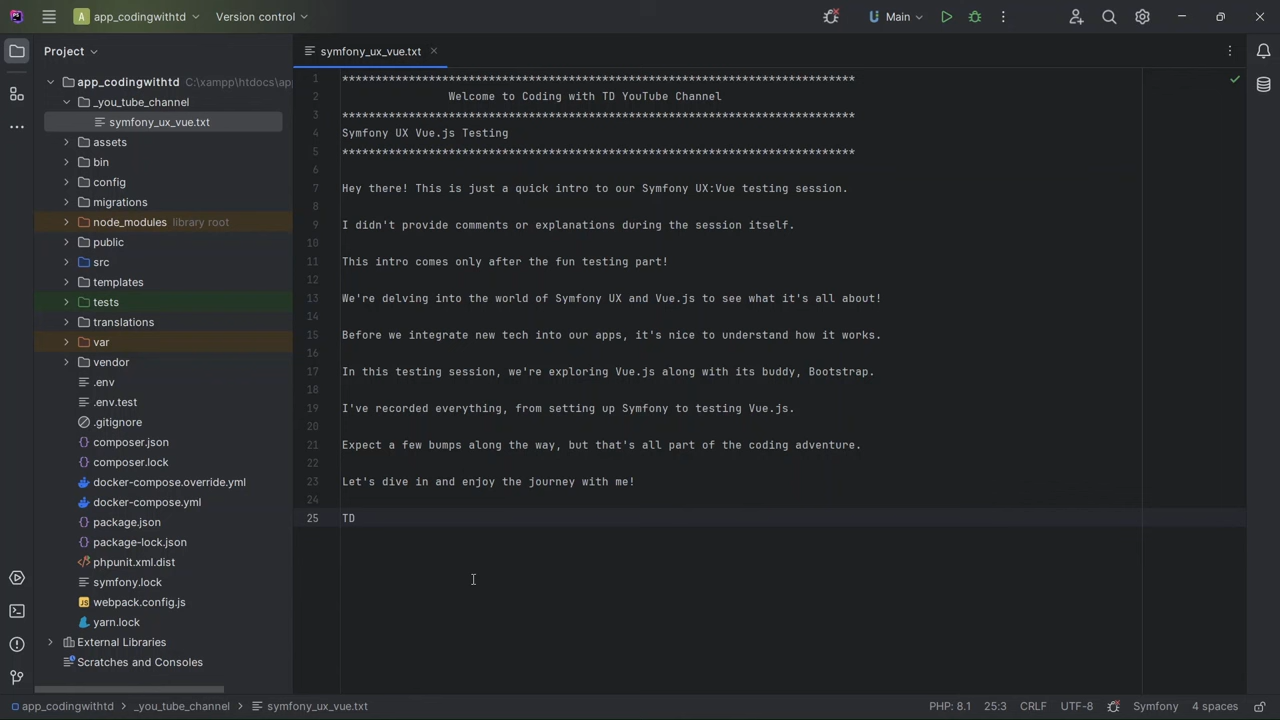 A app_codingwithtd Version control Main
Project
symfony_ux_vue.txt
app_codingwithtd C:\xampp\htdocs\app
_you_tube_channel
symfony_ux_vue.txt
assets
bin
config
migrations
node_modules library root
public
src
templates
tests
translations
var
vendor
.env
.env.test
.gitignore
composer.json
composer.lock
docker-compose.override.yml
docker-compose.yml
package.json
package-lock.json
phpunit.xml.dist
symfony.lock
JS webpack.config.js
yarn.lock
External Libraries
Scratches and Consoles
1 *****************************************************************************
2 Welcome to Coding with TD YouTube Channel
3 *****************************************************************************
4 Symfony UX Vue.js Testing
5 *****************************************************************************
6
7 Hey there! This is just a quick intro to our Symfony UX:Vue testing session.
8
9 I didn't provide comments or explanations during the session itself.
10
11 This intro comes only after the fun testing part!
12
13 We're delving into the world of Symfony UX and Vue.js to see what it's all about!
14
15 Before we integrate new tech into our apps, it's nice to understand how it works.
16
17 In this testing session, we're exploring Vue.js along with its buddy, Bootstrap.
18
19 I've recorded everything, from setting up Symfony to testing Vue.js.
20
21 Expect a few bumps along the way, but that's all part of the coding adventure.
22
23 Let's dive in and enjoy the journey with me!
24
25 TD
app_codingwithtd > _you_tube_channel > symfony_ux_vue.txt PHP: 8.1 25:3 CRLF UTF-8 Symfony 4 spaces